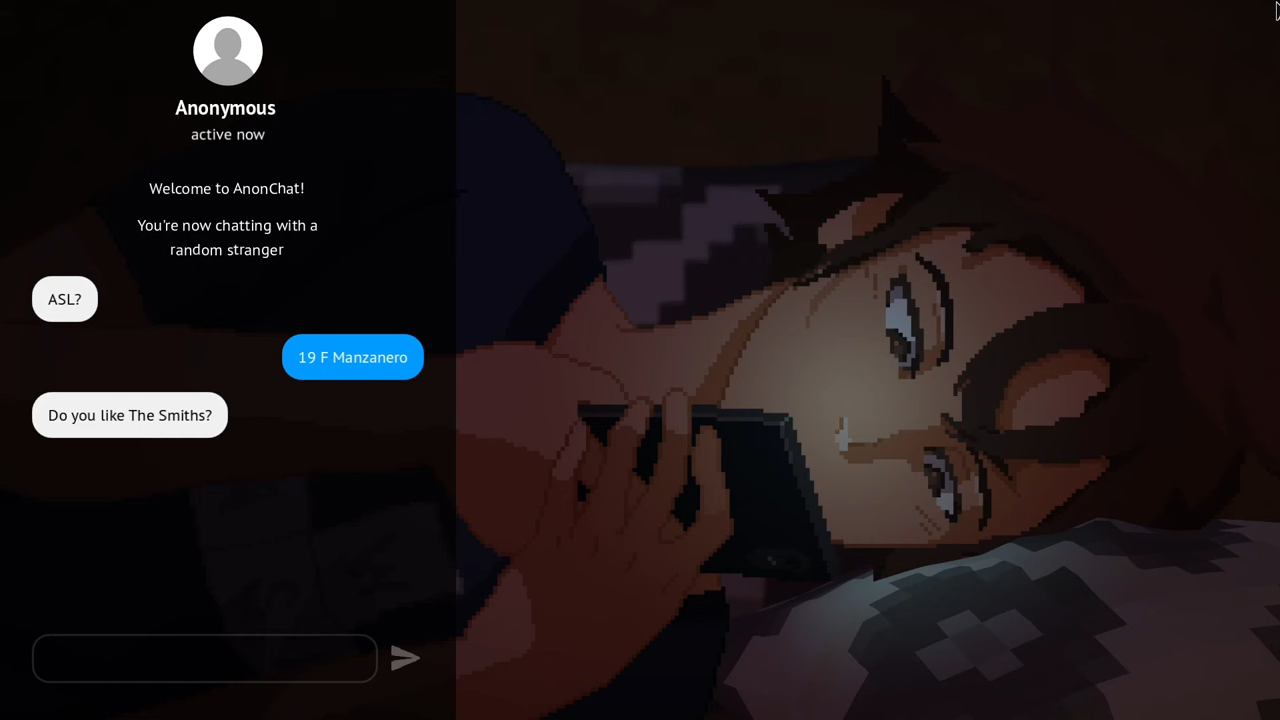 Anonymous
active now
Welcome to AnonChat!
You're now chatting with a
random stranger
ASL?
19 F Manzanero
Do you like The Smiths?